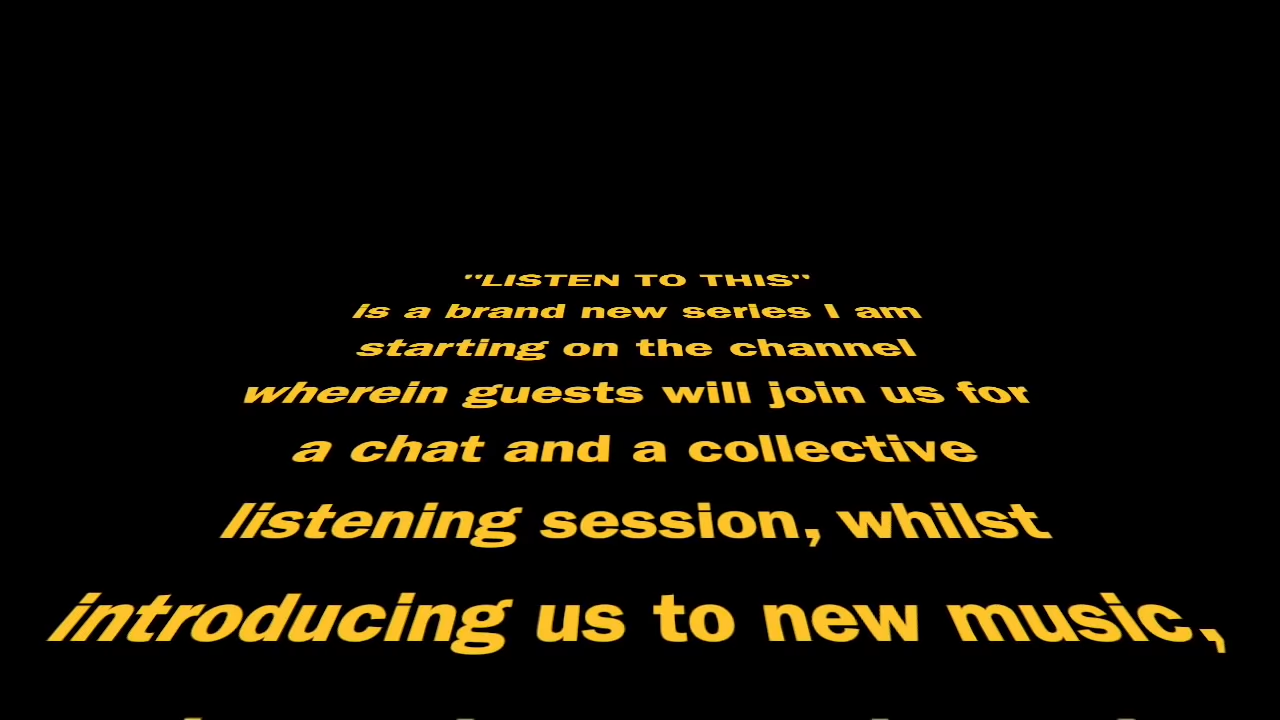 "LISTEN TO THIS"
is a brand new series I am
starting on the channel
wherein guests will join us for
a chat and a collective
listening session, whilst
introducing us to new music,